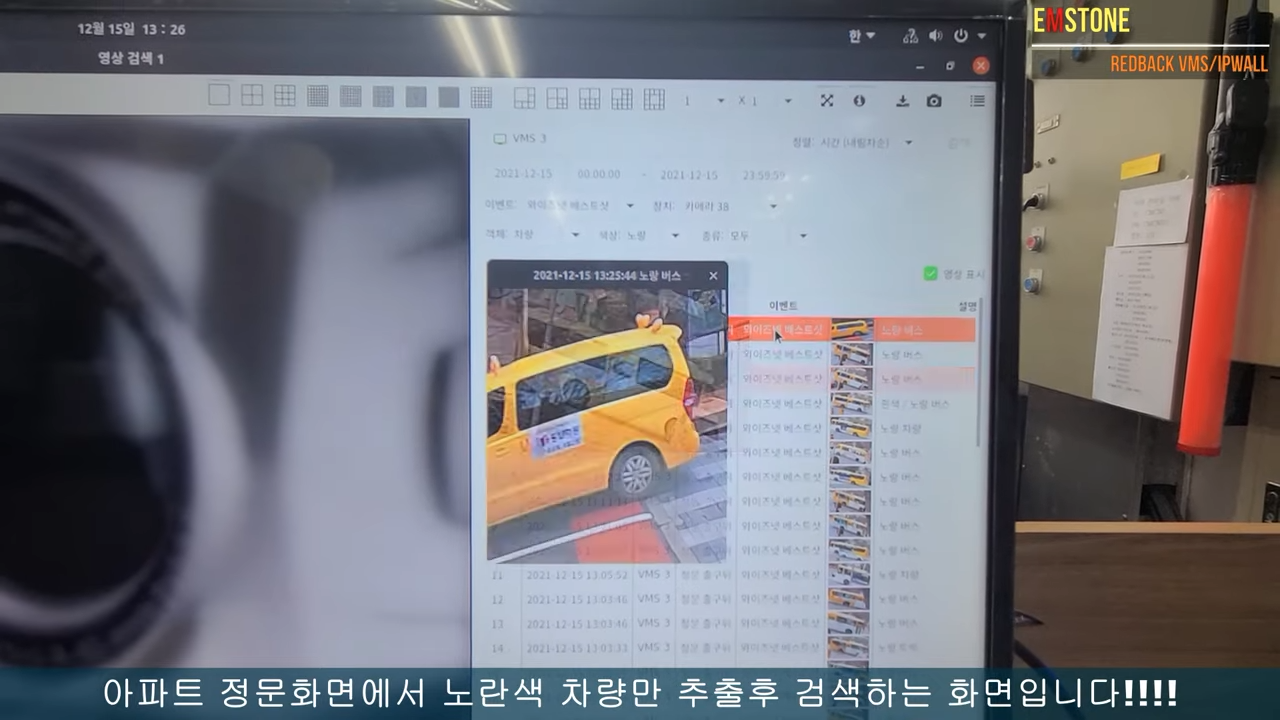 12월 15일 13 : 26
한
영상 검색 1
EMSTONE
REDBACK VMS/IPWALL
1
X 1
VMS 3
정렬: 시간 (내림차순)
2021-12-15 00:00:00 - 2021-12-15 23:59:59
이벤트: 와이즈넷 베스트샷 장치: 카메라 38
객체: 차량 색상: 노랑 종류: 모두
2021-12-15 13:25:44 노랑 버스
영상 표시
이벤트 설명
와이즈넷 베스트샷 노랑 버스
와이즈넷 베스트샷 노랑 버스
와이즈넷 베스트샷 노랑 버스
와이즈넷 베스트샷 흰색 / 노랑 버스
와이즈넷 베스트샷 노랑 차량
와이즈넷 베스트샷 노랑 버스
와이즈넷 베스트샷 노랑 버스
와이즈넷 베스트샷 노랑 버스
와이즈넷 베스트샷 노랑 버스
와이즈넷 베스트샷 노랑 버스
11 2021-12-15 13:05:52 VMS 3 정문 출구뒤 와이즈넷 베스트샷 노랑 차량
12 2021-12-15 13:03:46 VMS 3 정문 출구뒤 와이즈넷 베스트샷 노랑 버스
13 2021-12-15 13:03:46 VMS 3 정문 출구뒤 와이즈넷 베스트샷 노랑 버스
14 2021-12-15 13:03:31 VMS 3 정문 출구뒤 와이즈넷 베스트샷 노랑 트럭
아파트 정문화면에서 노란색 차량만 추출후 검색하는 화면입니다!!!!